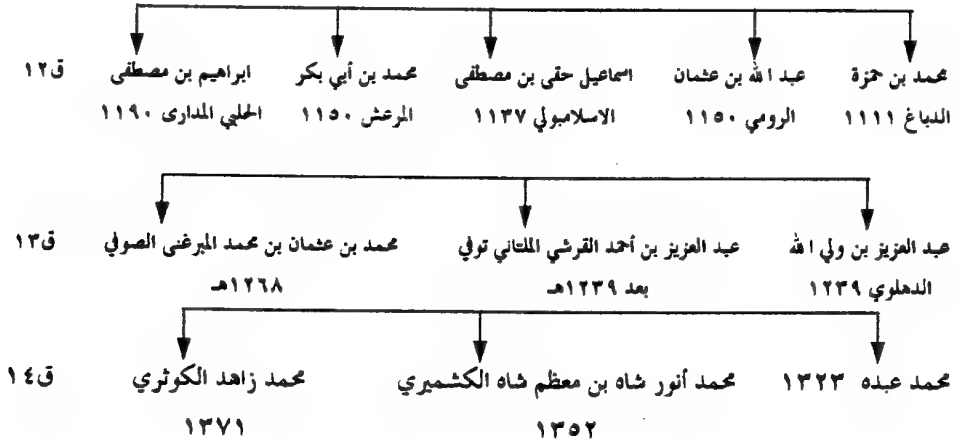 محمد بن حمزة عبد الله بن عثمان اسماعيل حقى بن مصطفى محمد بن أبي بكر ابراهيم بن مصطفى ق١٢
الدباغ ١١١١ الرومي ١١٥٠ الاسلامبولي ١١٣٧ المرعش ١١٥٠ الحلبي المدارى ١١٩٠
عبد العزيز بن ولي الله عبد العزيز بن أحمد القرشي الملتاني توفي محمد بن عثمان بن محمد الميرغنى الصوفي ق١٣
الدهلوي ١٢٣٩ بعد ١٢٣٩هـ ١٢٦٨هـ
محمد عبده ١٣٢٣ محمد أنور شاه بن معظم شاه الكشميري محمد زاهد الكوثري ق١٤
١٣٥٢ ١٣٧١